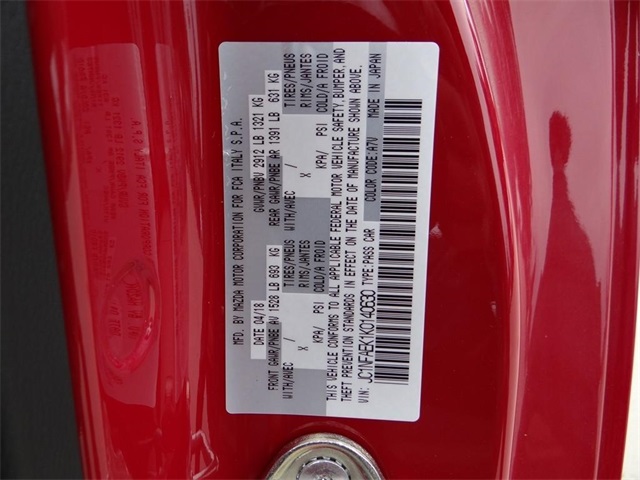 MFD. BY MAZDA MOTOR CORPORATION FOR FCA ITALY S.P.A.
DATE 04/18 GVWR/PNBV 2912 LB 1321 KG
FRONT GAWR/PNBE AV 1528 LB 693 KG REAR GAWR/PNBE AR 1391 LB 631 KG
WITH/AVEC / TIRES/PNEUS WITH/AVEC / TIRES/PNEUS
X RIMS/JANTES X RIMS/JANTES
KPA/ PSI COLD/A FROID KPA/ PSI COLD/A FROID
THIS VEHICLE CONFORMS TO ALL APPLICABLE FEDERAL MOTOR VEHICLE SAFETY, BUMPER, AND
THEFT PREVENTION STANDARDS IN EFFECT ON THE DATE OF MANUFACTURE SHOWN ABOVE.
VIN: JC1NFAEK1K0140630 TYPE:PASS CAR COLOR CODE:A7V MADE IN JAPAN